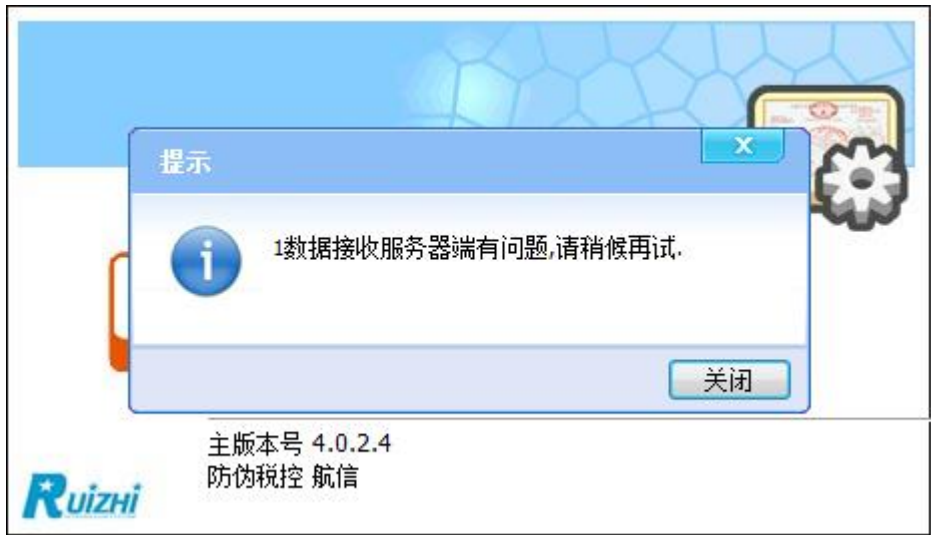 提示
X
1数据接收服务器端有问题,请稍候再试.
关闭
主版本号 4.0.2.4
防伪税控 航信
Ruizhi